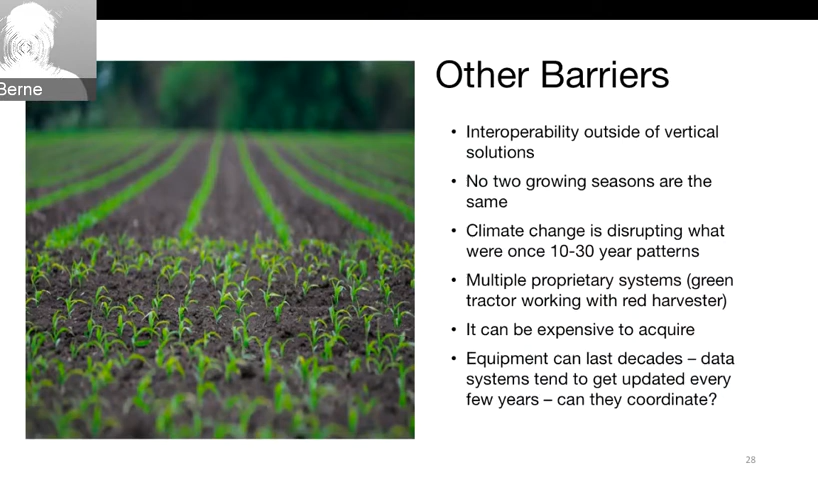 Berne
Other Barriers
• Interoperability outside of vertical
solutions
• No two growing seasons are the
same
• Climate change is disrupting what
were once 10-30 year patterns
• Multiple proprietary systems (green
tractor working with red harvester)
• It can be expensive to acquire
• Equipment can last decades – data
systems tend to get updated every
few years – can they coordinate?
28